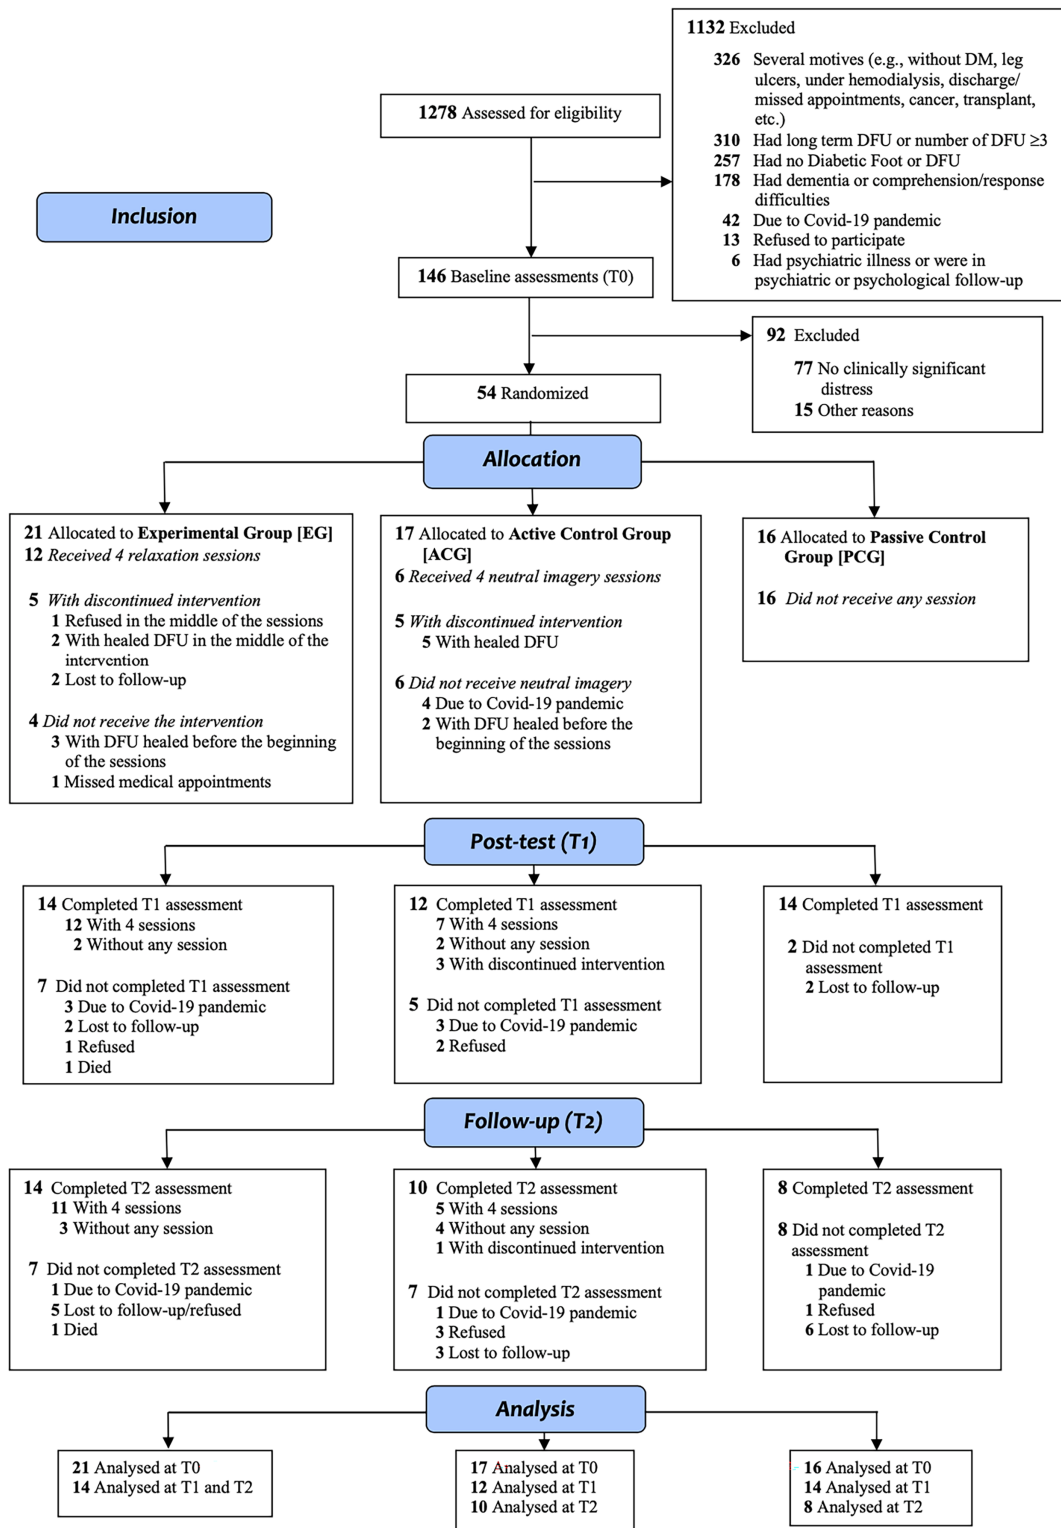 1132 Excluded
326 Several motives (e.g., without DM, leg
ulcers, under hemodialysis, discharge/
missed appointments, cancer, transplant,
etc.)
310 Had long term DFU or number of DFU ≥3
257 Had no Diabetic Foot or DFU
178 Had dementia or comprehension/response
difficulties
42 Due to Covid-19 pandemic
13 Refused to participate
6 Had psychiatric illness or were in
psychiatric or psychological follow-up
1278 Assessed for eligibility
Inclusion
146 Baseline assessments (T0)
92 Excluded
77 No clinically significant
distress
15 Other reasons
54 Randomized
Allocation
21 Allocated to Experimental Group [EG]
12 Received 4 relaxation sessions
5 With discontinued intervention
1 Refused in the middle of the sessions
2 With healed DFU in the middle of the
intervention
2 Lost to follow-up
4 Did not receive the intervention
3 With DFU healed before the beginning
of the sessions
1 Missed medical appointments
17 Allocated to Active Control Group
[ACG]
6 Received 4 neutral imagery sessions
5 With discontinued intervention
5 With healed DFU
6 Did not receive neutral imagery
4 Due to Covid-19 pandemic
2 With DFU healed before the
beginning of the sessions
16 Allocated to Passive Control
Group [PCG]
16 Did not receive any session
Post-test (T1)
14 Completed T1 assessment
12 With 4 sessions
2 Without any session
7 Did not completed T1 assessment
3 Due to Covid-19 pandemic
2 Lost to follow-up
1 Refused
1 Died
12 Completed T1 assessment
7 With 4 sessions
2 Without any session
3 With discontinued intervention
5 Did not completed T1 assessment
3 Due to Covid-19 pandemic
2 Refused
14 Completed T1 assessment
2 Did not completed T1
assessment
2 Lost to follow-up
Follow-up (T2)
14 Completed T2 assessment
11 With 4 sessions
3 Without any session
7 Did not completed T2 assessment
1 Due to Covid-19 pandemic
5 Lost to follow-up/refused
1 Died
10 Completed T2 assessment
5 With 4 sessions
4 Without any session
1 With discontinued intervention
7 Did not completed T2 assessment
1 Due to Covid-19 pandemic
3 Refused
3 Lost to follow-up
8 Completed T2 assessment
8 Did not completed T2
assessment
1 Due to Covid-19
pandemic
1 Refused
6 Lost to follow-up
Analysis
21 Analysed at T0
14 Analysed at T1 and T2
17 Analysed at T0
12 Analysed at T1
10 Analysed at T2
16 Analysed at T0
14 Analysed at T1
8 Analysed at T2